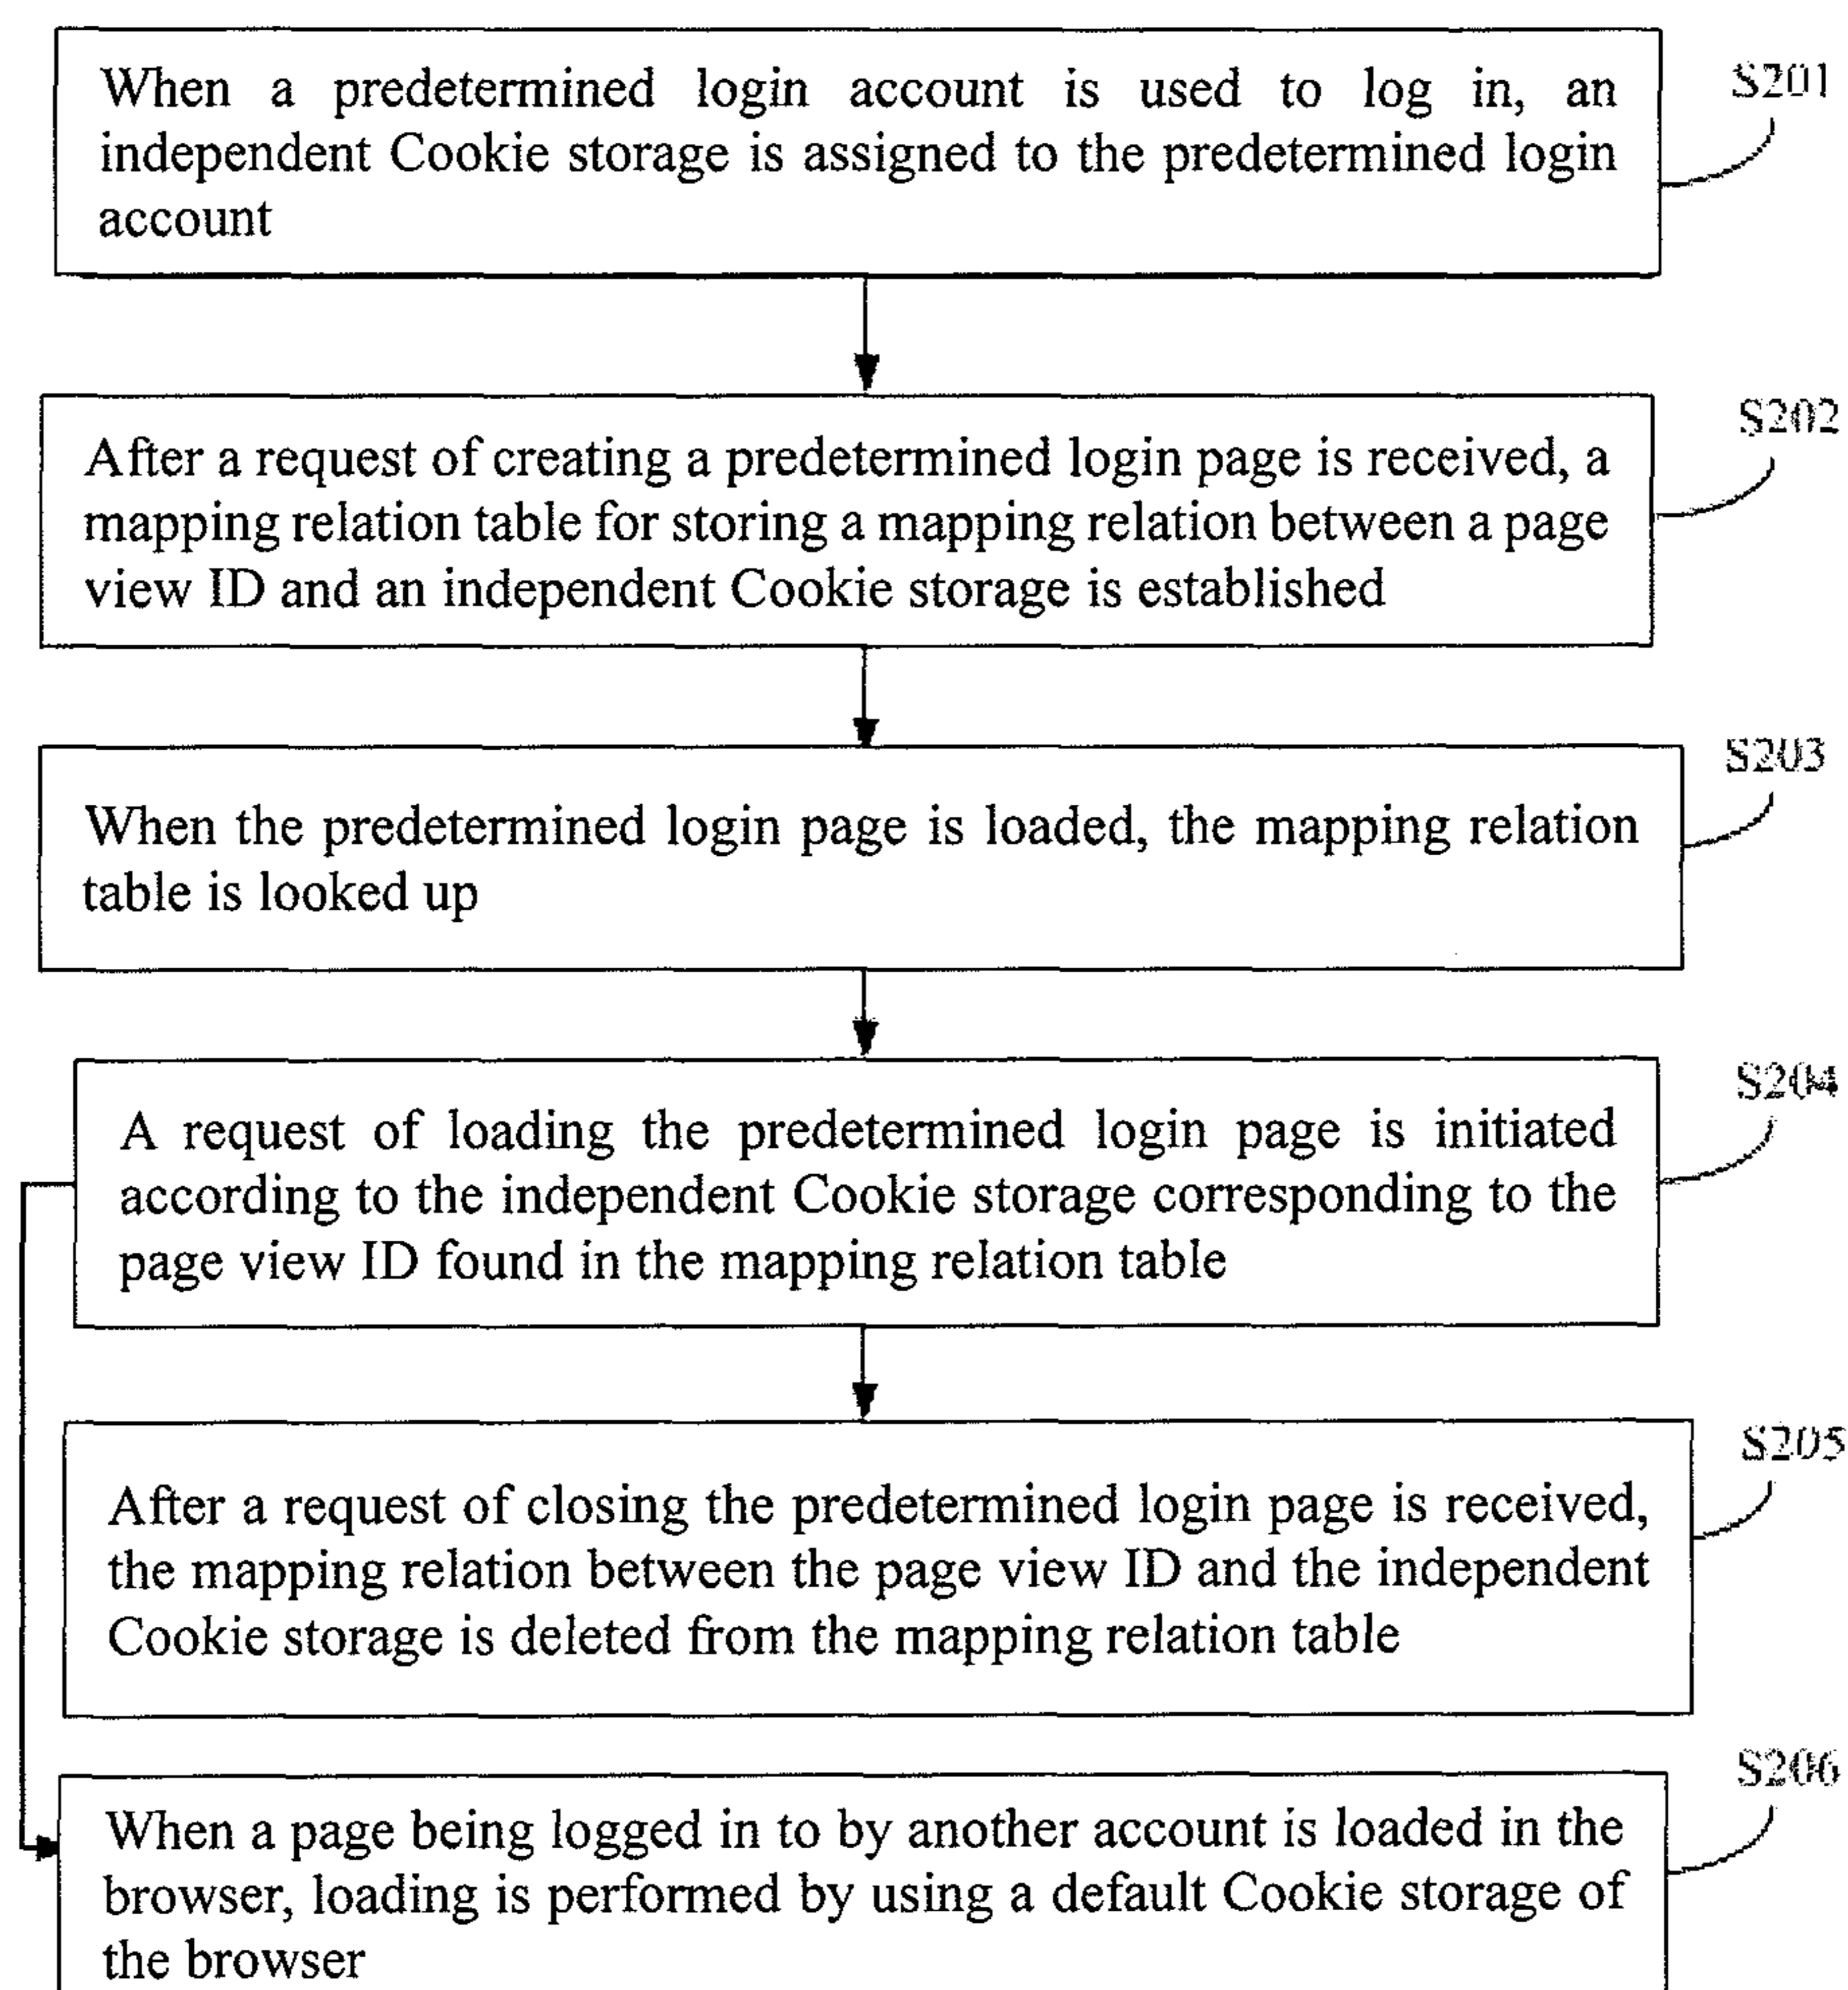 When a predetermined login account is used to log in, an
independent Cookie storage is assigned to the predetermined login
account
S201
After a request of creating a predetermined login page is received, a
mapping relation table for storing a mapping relation between a page
view ID and an independent Cookie storage is established
S202
When the predetermined login page is loaded, the mapping relation
table is looked up
S203
A request of loading the predetermined login page is initiated
according to the independent Cookie storage corresponding to the
page view ID found in the mapping relation table
S204
After a request of closing the predetermined login page is received,
the mapping relation between the page view ID and the independent
Cookie storage is deleted from the mapping relation table
S205
When a page being logged in to by another account is loaded in the
browser, loading is performed by using a default Cookie storage of
the browser
S206